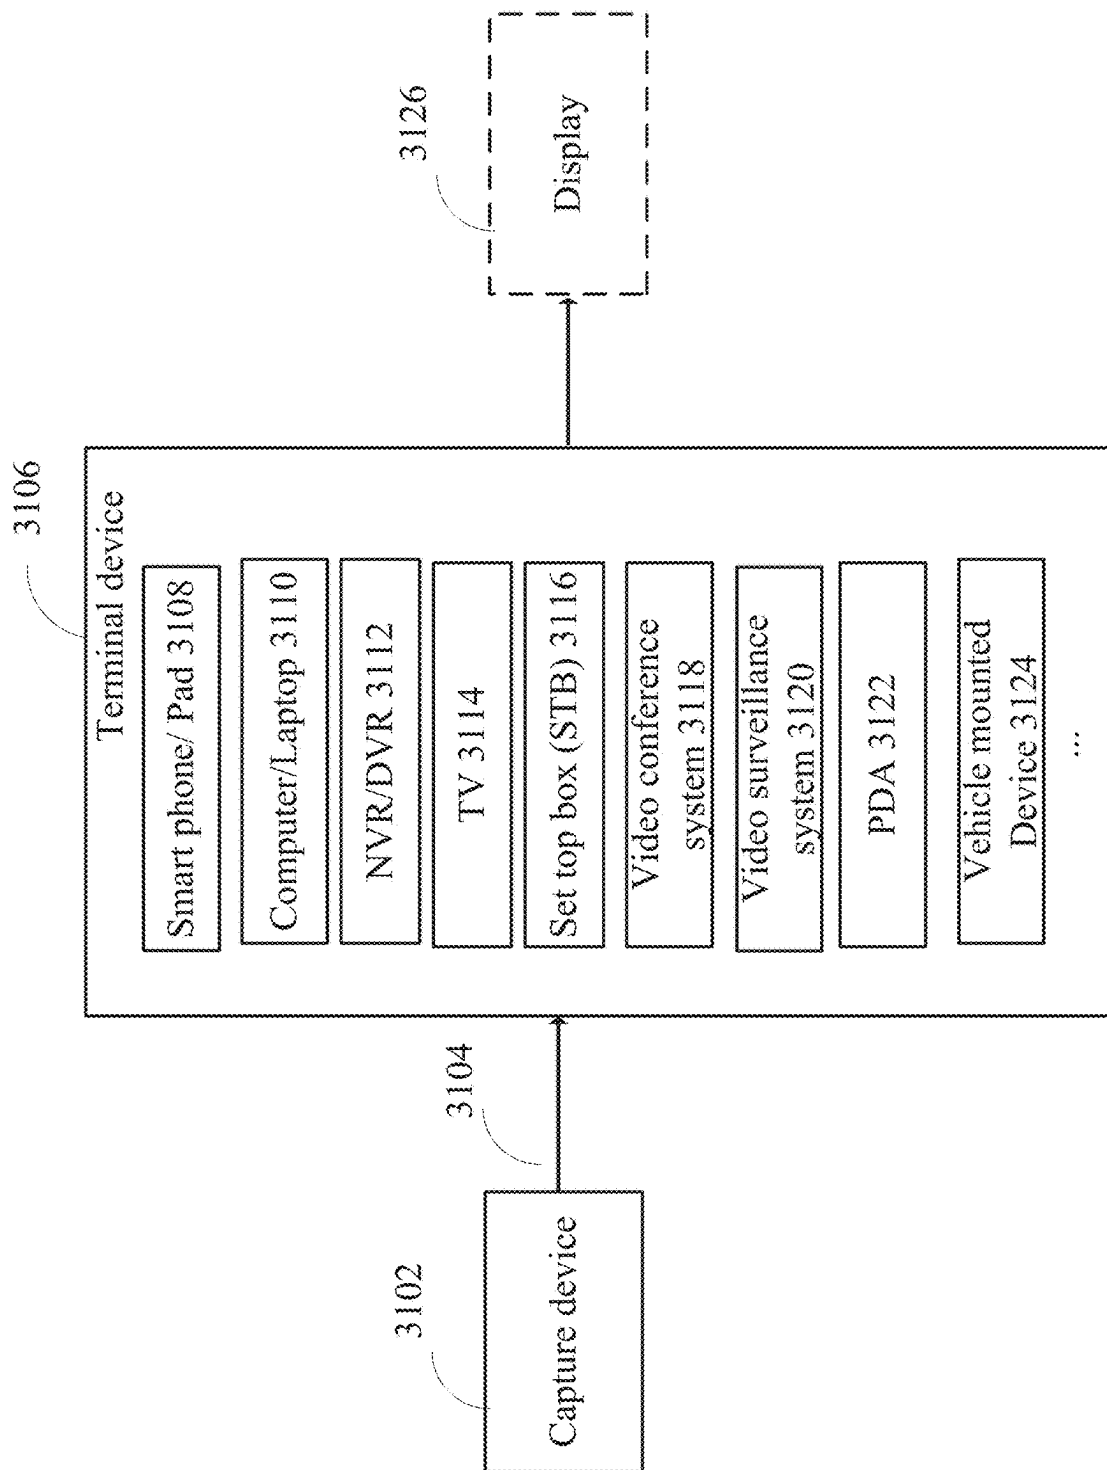 3106
Terminal device
Smart phone/ Pad 3108
Computer/Laptop 3110
NVR/DVR 3112
TV 3114
Set top box (STB) 3116
Video conference
system 3118
Video surveillance
system 3120
PDA 3122
Vehicle mounted
Device 3124
...
3102
Capture device
3104
3126
Display